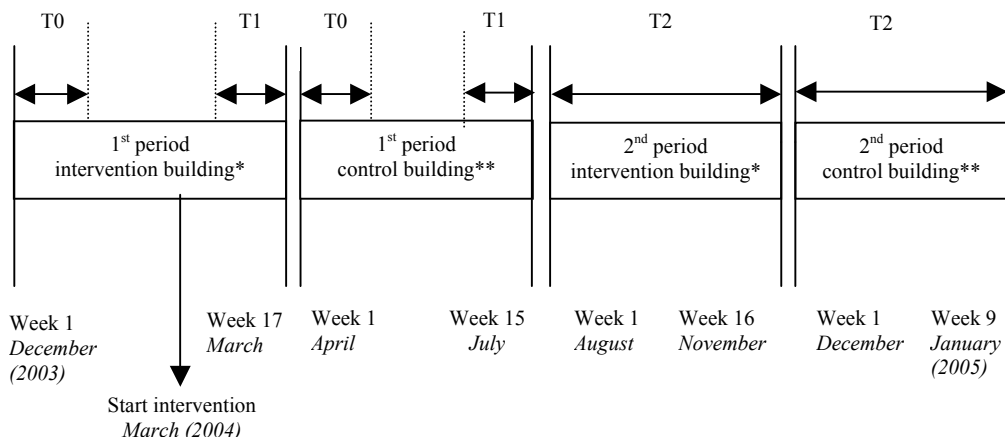 T0
T1
T0
T1
T2
T2
1st period
intervention building*
1st period
control building**
2nd period
intervention building*
2nd period
control building**
Week 1
December
(2003)
Week 17
March
Week 1
April
Week 15
July
Week 1
August
Week 16
November
Week 1
December
Week 9
January
(2005)
Start intervention
March (2004)